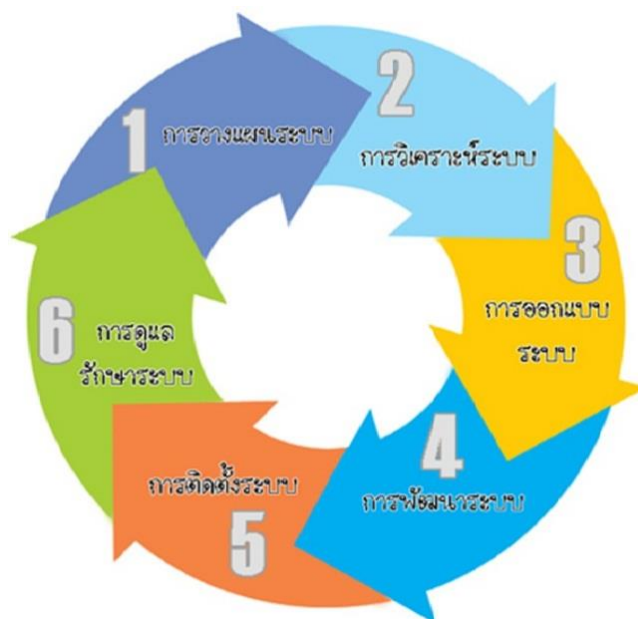 1
การวางแผนระบบ
2
การวิเคราะห์ระบบ
3
การออกแบบ
ระบบ
4
การพัฒนาระบบ
5
การติดตั้งระบบ
6
การดูแล
รักษาระบบ